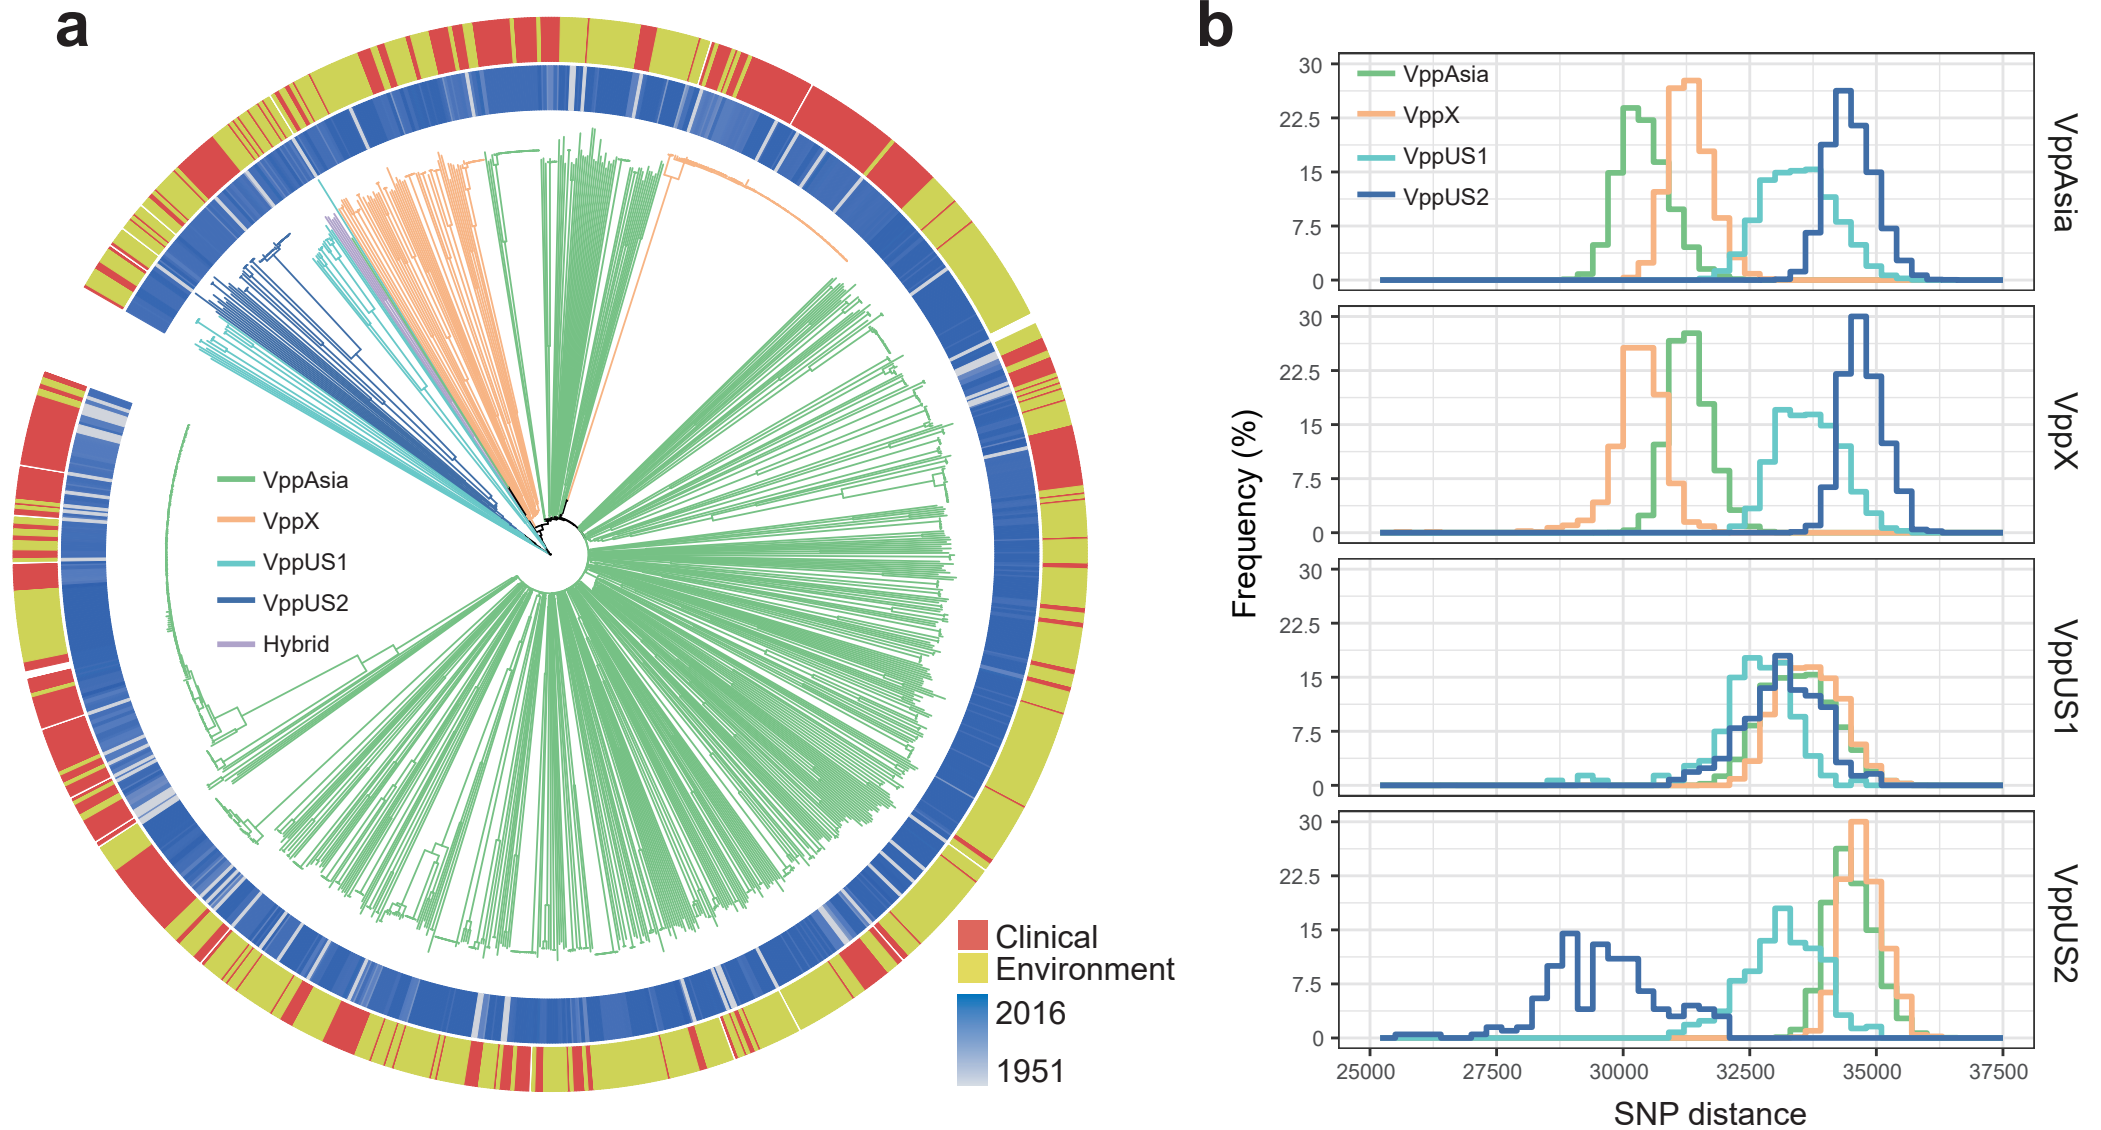 a
VppAsia
VppX
VppUS1
VppUS2
Hybrid
Clinical
Environment
2016
1951
b
Frequency (%)
30
22.5
15
7.5
0
VppAsia
VppX
VppUS1
VppUS2
VppAsia
30
22.5
15
7.5
0
VppX
30
22.5
15
7.5
0
VppUS1
30
22.5
15
7.5
0
VppUS2
25000 27500 30000 32500 35000 37500
SNP distance